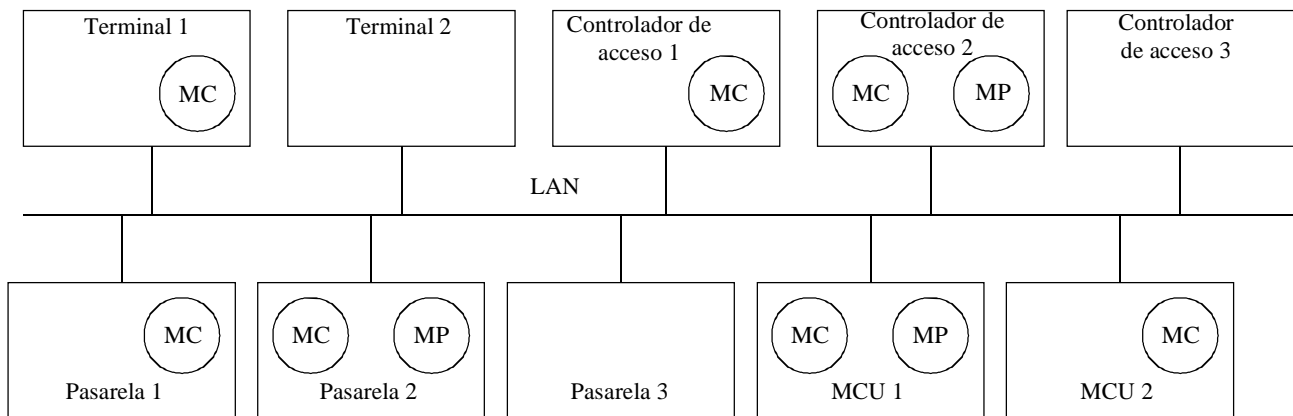 Terminal 1
MC
Terminal 2
Controlador de
acceso 1
MC
Controlador de
acceso 2
MC
MP
Controlador
de acceso 3
LAN
MC
Pasarela 1
MC
MP
Pasarela 2
Pasarela 3
MC
MP
MCU 1
MC
MCU 2